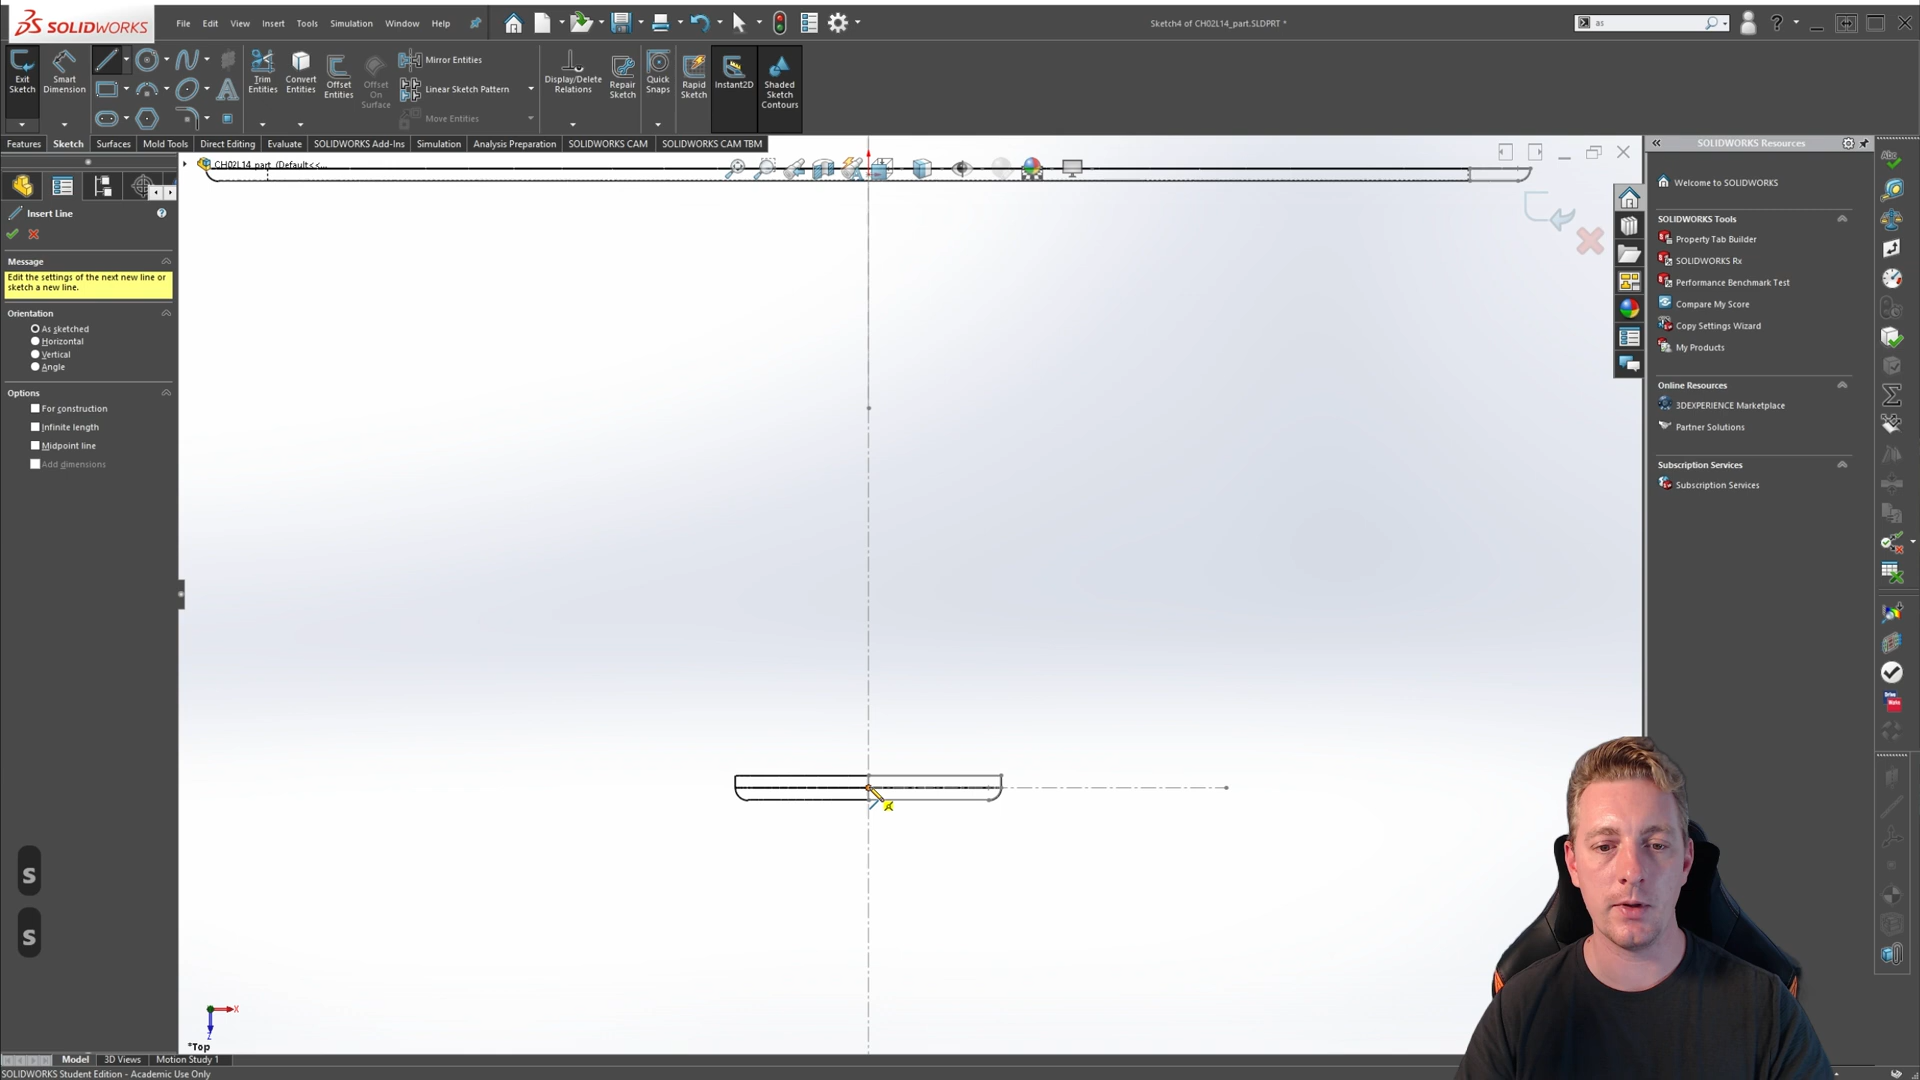 SOLIDWORKS
File Edit View Insert Tools Simulation Window Help
Sketch4 of CH02L14_part.SLDPRT *
as
Exit Sketch
Smart Dimension
Trim Entities
Convert Entities
Offset Entities
Offset On Surface
Mirror Entities
Linear Sketch Pattern
Move Entities
Display/Delete Relations
Repair Sketch
Quick Snaps
Rapid Sketch
Instant2D
Shaded Sketch Contours
Features Sketch Surfaces Mold Tools Direct Editing Evaluate SOLIDWORKS Add-Ins Simulation Analysis Preparation SOLIDWORKS CAM SOLIDWORKS CAM TBM
CH02L14_part (Default<<...
Insert Line
Message
Edit the settings of the next new line or
sketch a new line.
Orientation
As sketched
Horizontal
Vertical
Angle
Options
For construction
Infinite length
Midpoint line
Add dimensions
S
S
X
Z
*Top
SOLIDWORKS Resources
Welcome to SOLIDWORKS
SOLIDWORKS Tools
Property Tab Builder
SOLIDWORKS Rx
Performance Benchmark Test
Compare My Score
Copy Settings Wizard
My Products
Online Resources
3DEXPERIENCE Marketplace
Partner Solutions
Subscription Services
Subscription Services
Model 3D Views Motion Study 1
SOLIDWORKS Student Edition - Academic Use Only